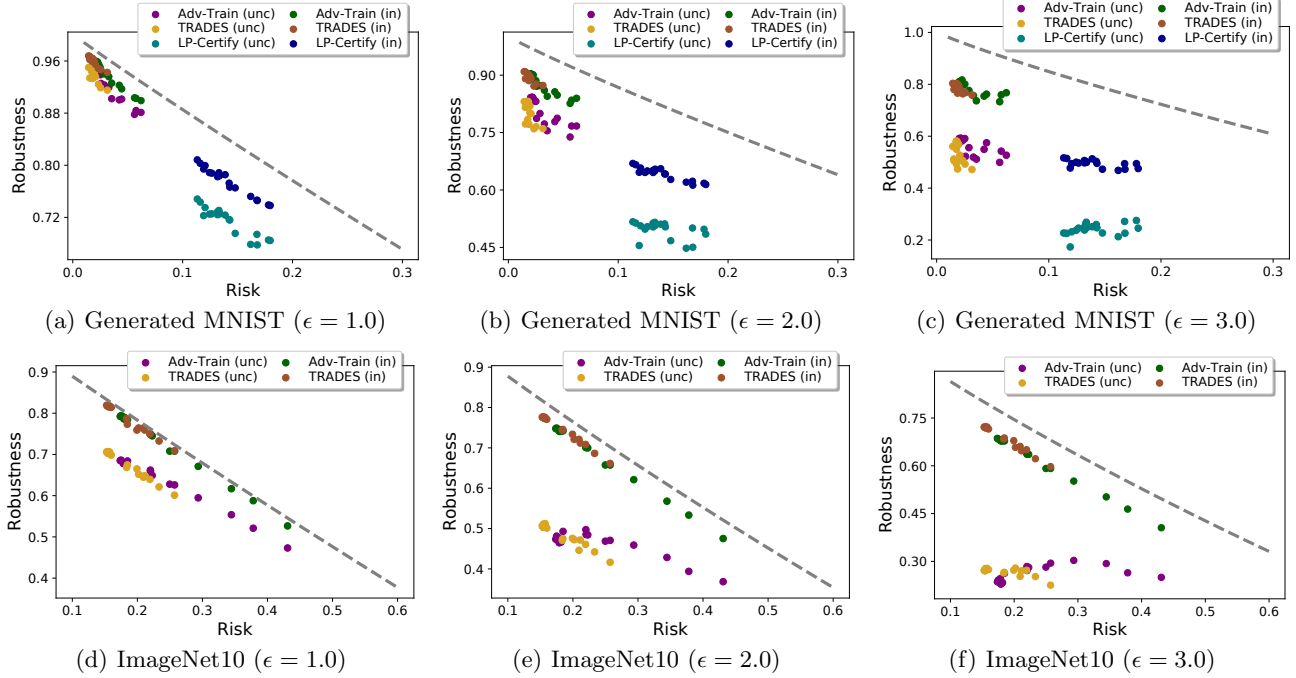 Adv-Train (unc) Adv-Train (in)
TRADES (unc) TRADES (in)
LP-Certify (unc) LP-Certify (in)
Robustness
0.96
0.88
0.80
0.72
0.0 0.1 0.2 0.3
Risk
(a) Generated MNIST (ϵ = 1.0)
Adv-Train (unc) Adv-Train (in)
TRADES (unc) TRADES (in)
LP-Certify (unc) LP-Certify (in)
Robustness
0.90
0.75
0.60
0.45
0.0 0.1 0.2 0.3
Risk
(b) Generated MNIST (ϵ = 2.0)
Adv-Train (unc) Adv-Train (in)
TRADES (unc) TRADES (in)
LP-Certify (unc) LP-Certify (in)
Robustness
1.0
0.8
0.6
0.4
0.2
0.0 0.1 0.2 0.3
Risk
(c) Generated MNIST (ϵ = 3.0)
Adv-Train (unc) Adv-Train (in)
TRADES (unc) TRADES (in)
Robustness
0.9
0.8
0.7
0.6
0.5
0.4
0.1 0.2 0.3 0.4 0.5 0.6
Risk
(d) ImageNet10 (ϵ = 1.0)
Adv-Train (unc) Adv-Train (in)
TRADES (unc) TRADES (in)
Robustness
0.9
0.8
0.7
0.6
0.5
0.4
0.1 0.2 0.3 0.4 0.5 0.6
Risk
(e) ImageNet10 (ϵ = 2.0)
Adv-Train (unc) Adv-Train (in)
TRADES (unc) TRADES (in)
Robustness
0.75
0.60
0.45
0.30
0.1 0.2 0.3 0.4 0.5 0.6
Risk
(f) ImageNet10 (ϵ = 3.0)